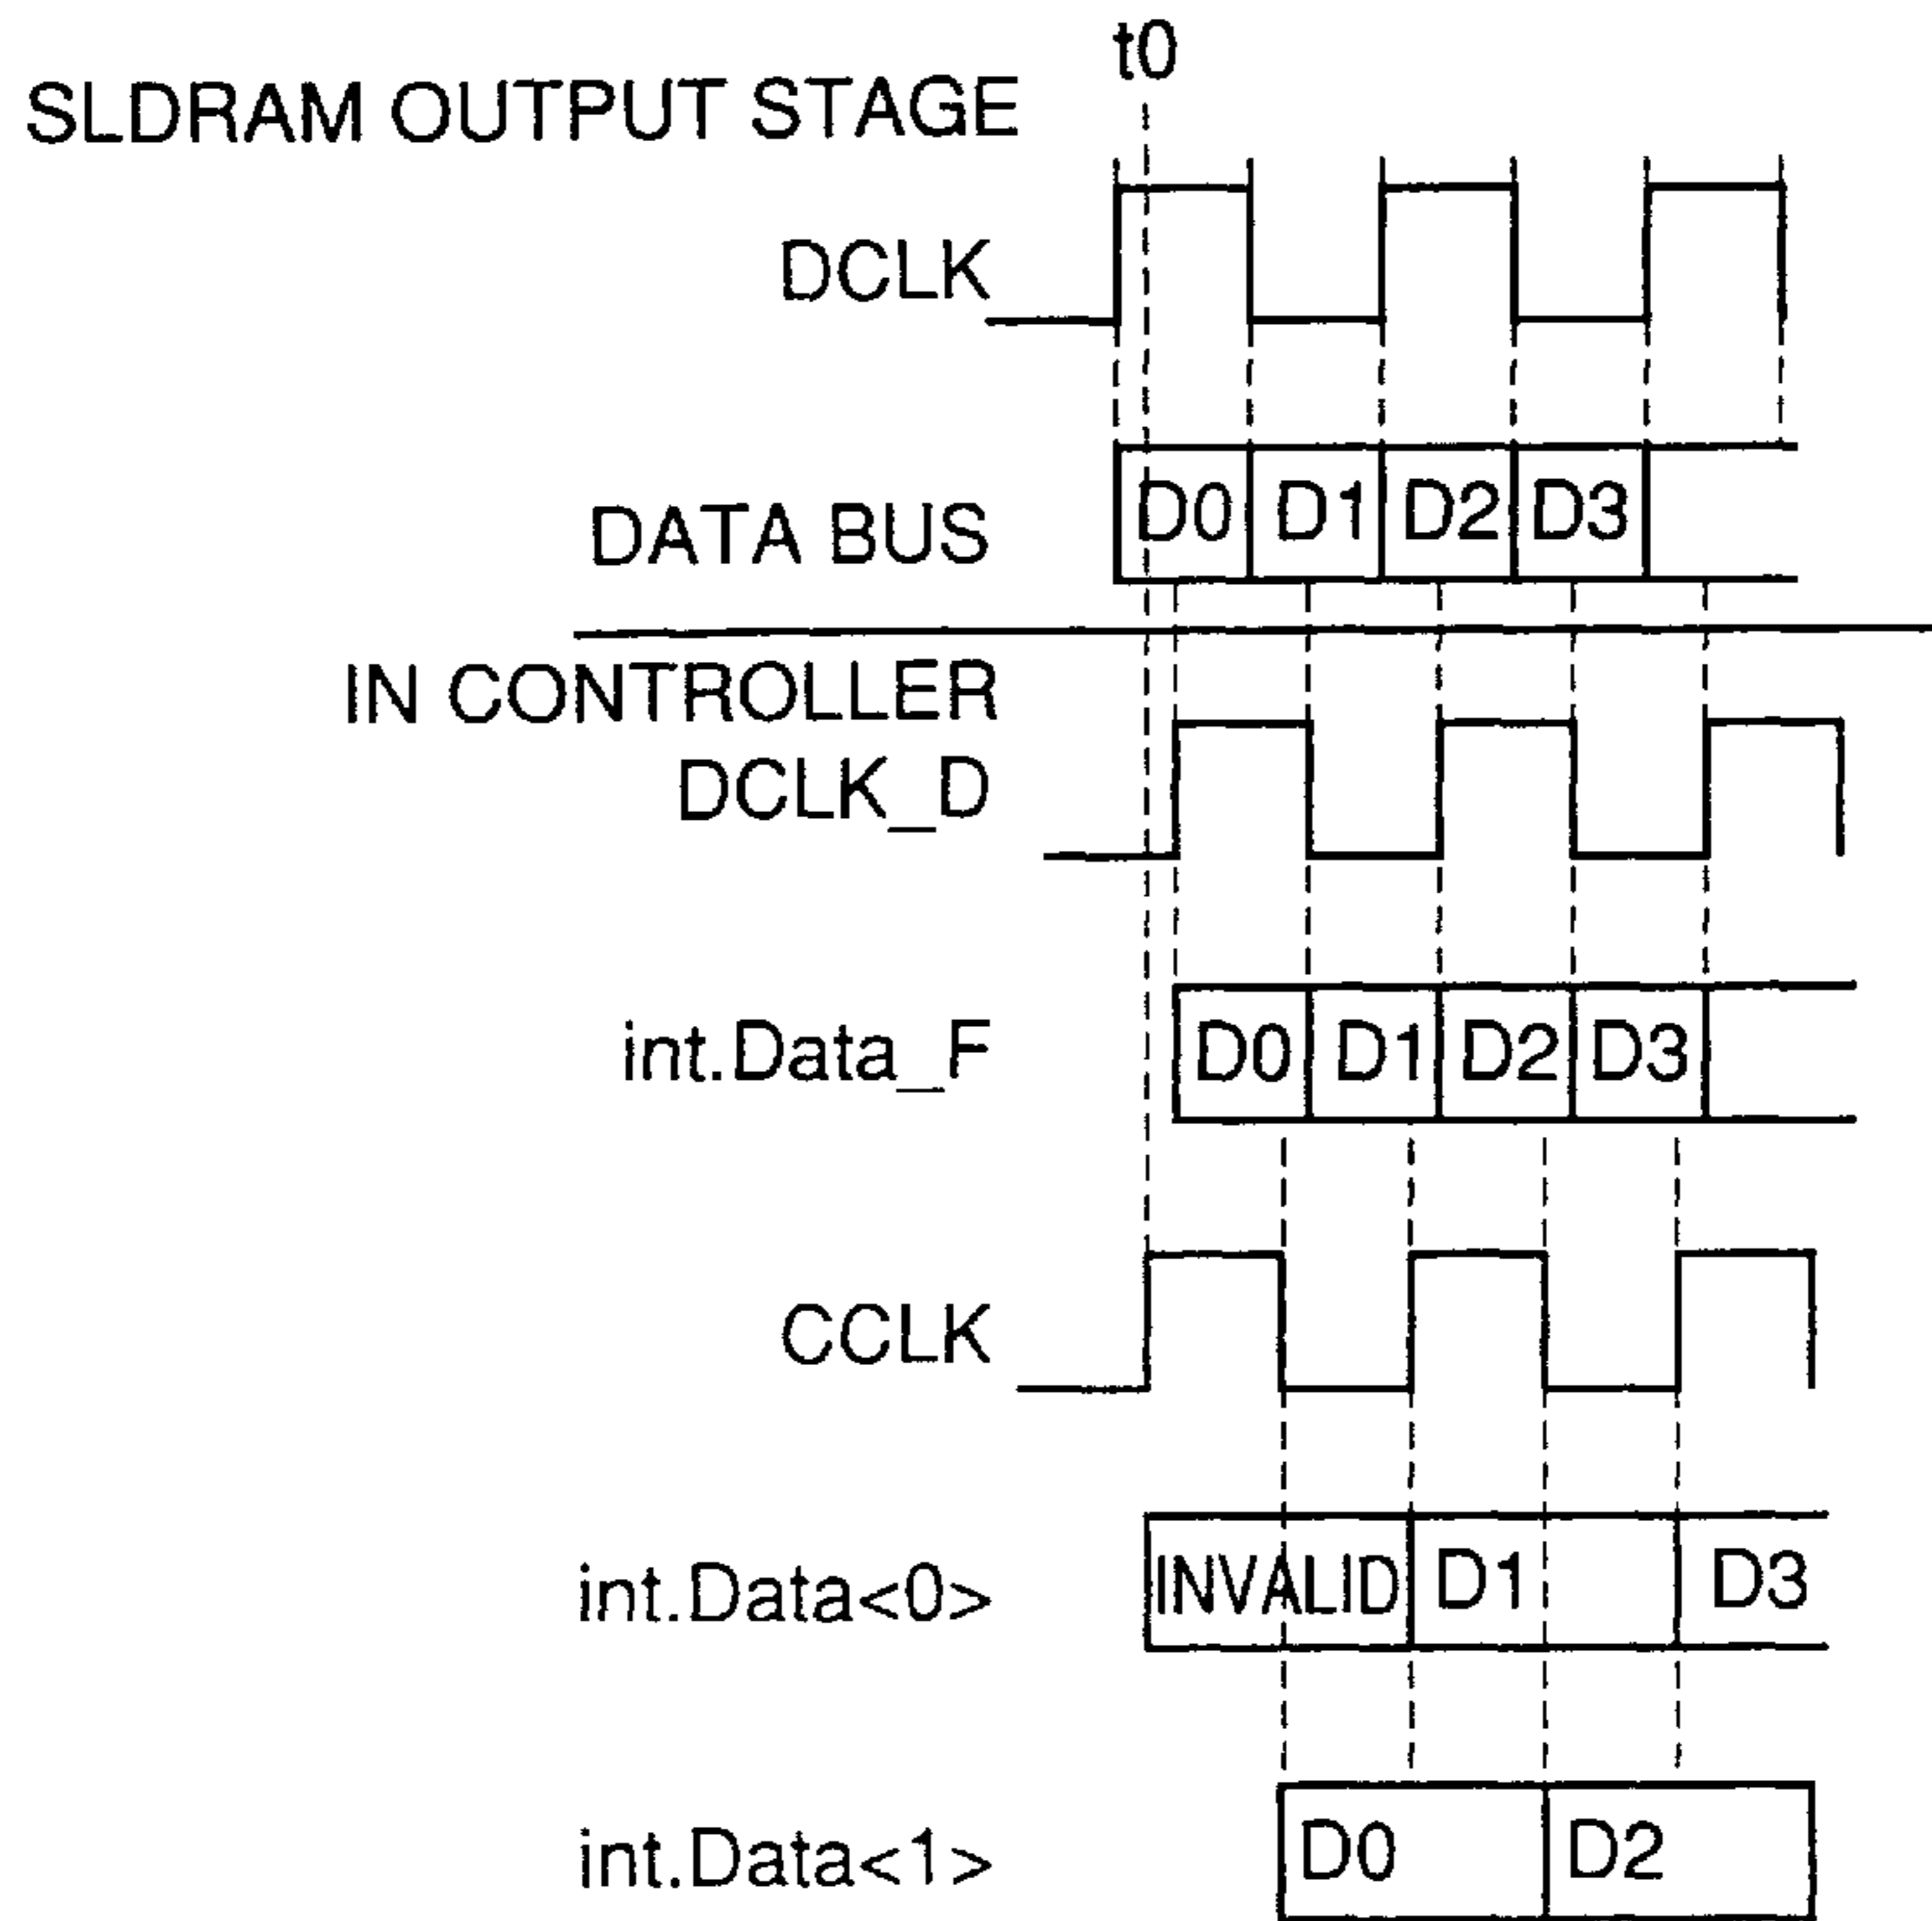 t0
SLDRAM OUTPUT STAGE
DCLK
DATA BUS D0 D1 D2 D3
IN CONTROLLER
DCLK_D
int.Data_F D0 D1 D2 D3
CCLK
int.Data<0> INVALID D1 D3
int.Data<1> D0 D2